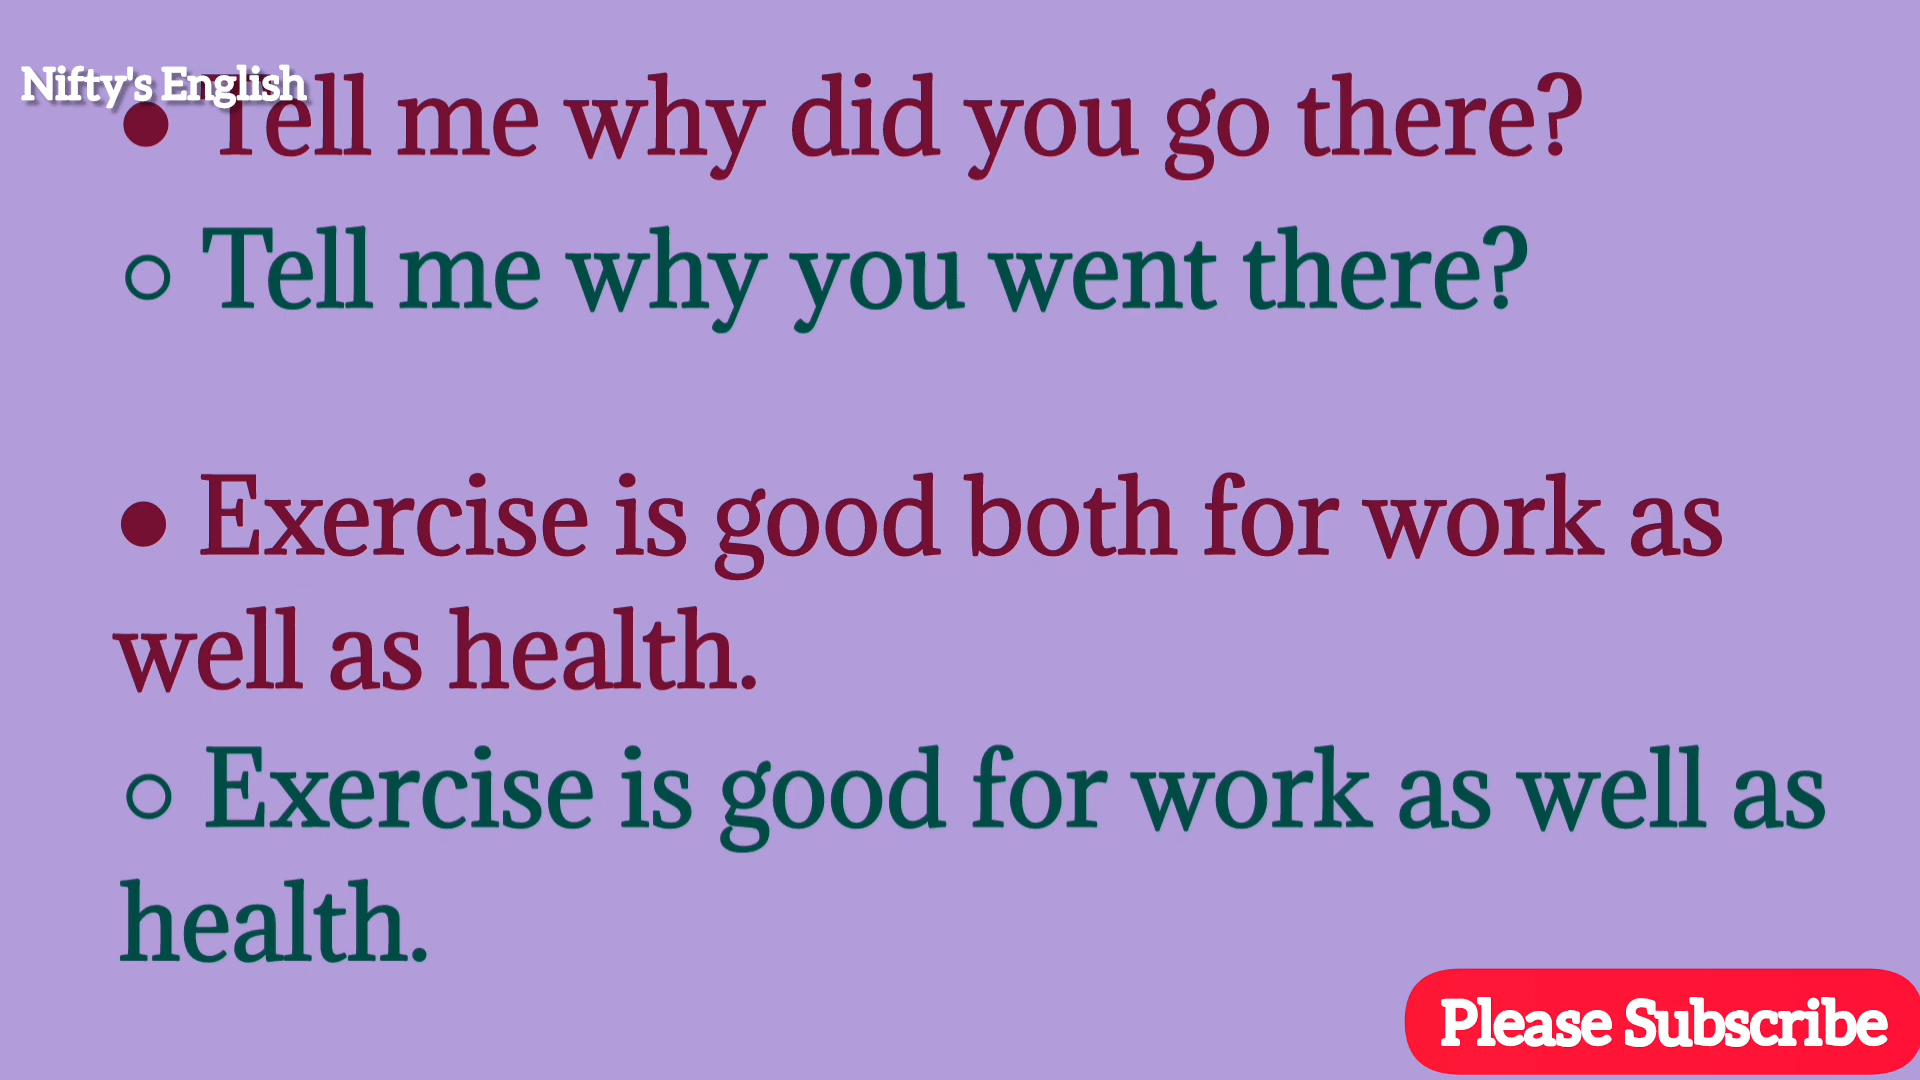 Nifty's English
● Tell me why did you go there?
○ Tell me why you went there?
● Exercise is good both for work as
well as health.
○ Exercise is good for work as well as
health.
Please Subscribe